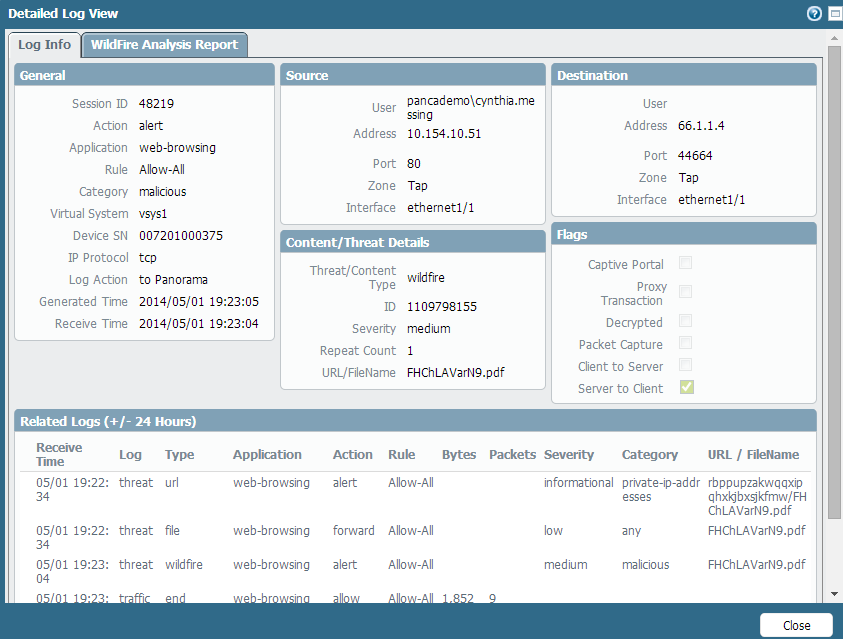 Detailed Log View
Log Info
WildFire Analysis Report
General
Session ID 48219
Action alert
Application web-browsing
Rule Allow-All
Category malicious
Virtual System vsys1
Device SN 007201000375
IP Protocol tcp
Log Action to Panorama
Generated Time 2014/05/01 19:23:05
Receive Time 2014/05/01 19:23:04
Source
User pancademo\cynthia.me
ssing
Address 10.154.10.51
Port 80
Zone Tap
Interface ethernet1/1
Content/Threat Details
Threat/Content
Type wildfire
ID 1109798155
Severity medium
Repeat Count 1
URL/FileName FHChLAVarN9.pdf
Destination
User
Address 66.1.1.4
Port 44664
Zone Tap
Interface ethernet1/1
Flags
Captive Portal
Proxy
Transaction
Decrypted
Packet Capture
Client to Server
Server to Client
Related Logs (+/- 24 Hours)
Receive
Time Log Type Application Action Rule Bytes Packets Severity Category URL / FileName
05/01 19:22: threat url web-browsing alert Allow-All informational private-ip-addr rbppupzakwqqxip
34 esses qhxkjbxsjkfmw/FH
ChLAVarN9.pdf
05/01 19:22: threat file web-browsing forward Allow-All low any FHChLAVarN9.pdf
34
05/01 19:23: threat wildfire web-browsing alert Allow-All medium malicious FHChLAVarN9.pdf
04
05/01 19:23: traffic end web-browsing allow Allow-All 1,852 9
Close